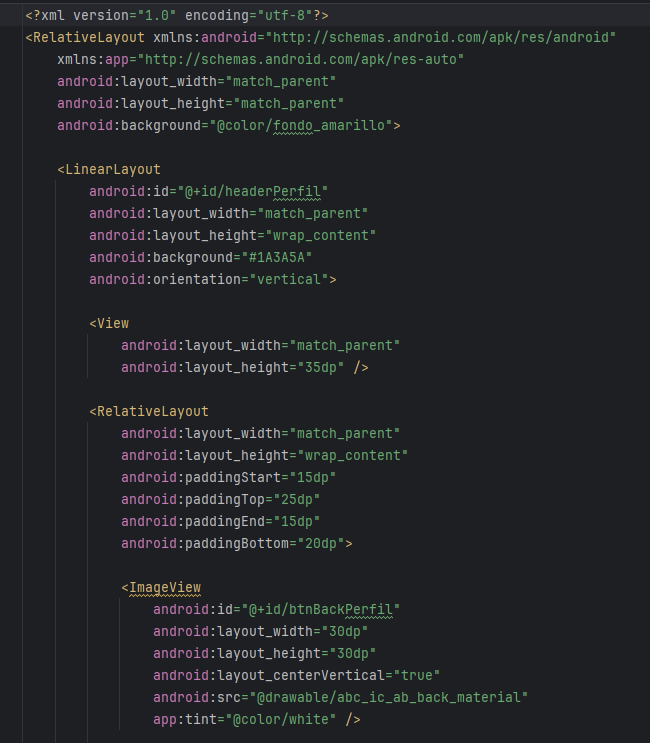 <?xml version="1.0" encoding="utf-8"?>
<RelativeLayout xmlns:android="http://schemas.android.com/apk/res/android"
    xmlns:app="http://schemas.android.com/apk/res-auto"
    android:layout_width="match_parent"
    android:layout_height="match_parent"
    android:background="@color/fondo_amarillo">

    <LinearLayout
        android:id="@+id/headerPerfil"
        android:layout_width="match_parent"
        android:layout_height="wrap_content"
        android:background="#1A3A5A"
        android:orientation="vertical">

        <View
            android:layout_width="match_parent"
            android:layout_height="35dp" />

        <RelativeLayout
            android:layout_width="match_parent"
            android:layout_height="wrap_content"
            android:paddingStart="15dp"
            android:paddingTop="25dp"
            android:paddingEnd="15dp"
            android:paddingBottom="20dp">

            <ImageView
                android:id="@+id/btnBackPerfil"
                android:layout_width="30dp"
                android:layout_height="30dp"
                android:layout_centerVertical="true"
                android:src="@drawable/abc_ic_ab_back_material"
                app:tint="@color/white" />